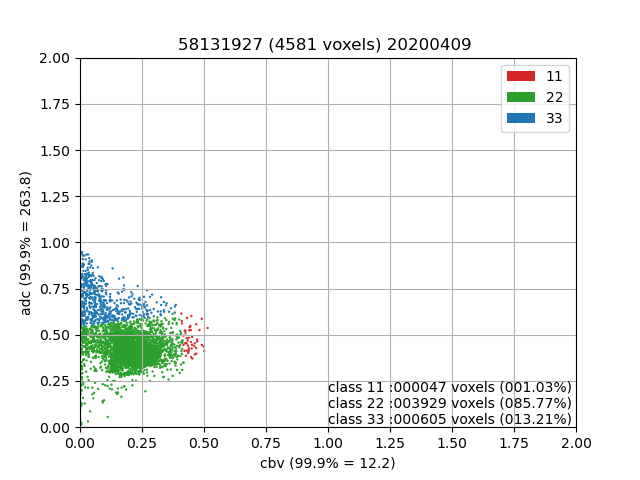 58131927 (4581 voxels) 20200409
2.00
1.75
1.50
1.25
1.00
0.75
0.50
0.25
0.00
adc (99.9% = 263.8)
11
22
33
class 11 :000047 voxels (001.03%)
class 22 :003929 voxels (085.77%)
class 33 :000605 voxels (013.21%)
0.00 0.25 0.50 0.75 1.00 1.25 1.50 1.75 2.00
cbv (99.9% = 12.2)